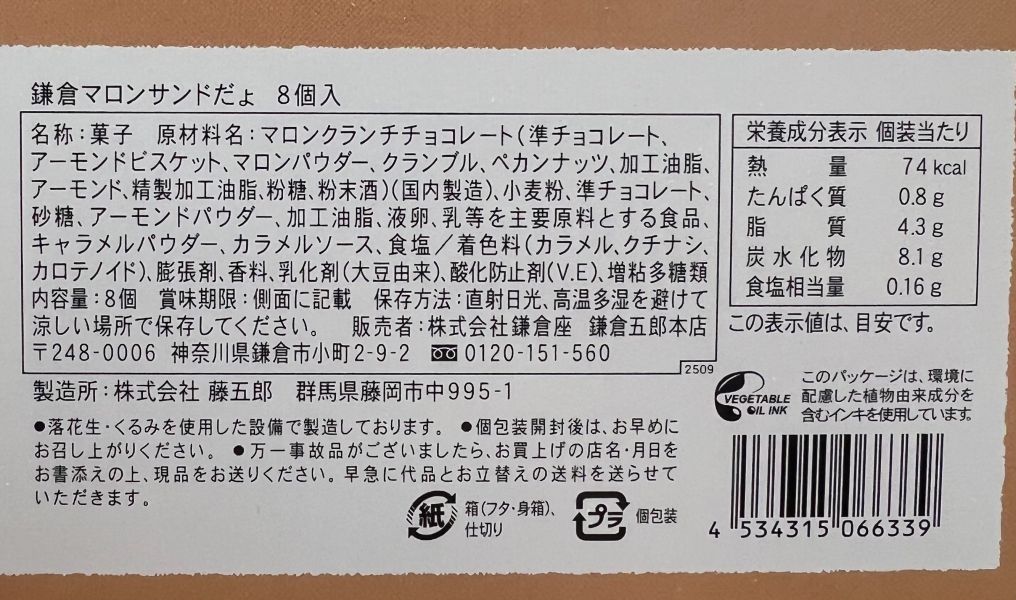 鎌倉マロンサンドだょ 8個入
名称：菓子 原材料名：マロンクランチチョコレート（準チョコレート、
アーモンドビスケット、マロンパウダー、クランブル、ペカンナッツ、加工油脂、
アーモンド、精製加工油脂、粉糖、粉末酒）（国内製造）、小麦粉、準チョコレート、
砂糖、アーモンドパウダー、加工油脂、液卵、乳等を主要原料とする食品、
キャラメルパウダー、カラメルソース、食塩／着色料（カラメル、クチナシ、
カロテノイド）、膨張剤、香料、乳化剤（大豆由来）、酸化防止剤（V.E）、増粘多糖類
内容量：8個 賞味期限：側面に記載 保存方法：直射日光、高温多湿を避けて
涼しい場所で保存してください。 販売者：株式会社鎌倉座 鎌倉五郎本店
〒248-0006 神奈川県鎌倉市小町2-9-2 0120-151-560
2509
製造所：株式会社 藤五郎 群馬県藤岡市中995-1
●落花生・くるみを使用した設備で製造しております。 ●個包装開封後は、お早めに
お召し上がりください。 ●万一事故品がございましたら、お買上げの店名・月日を
お書添えの上、現品をお送りください。早急に代品とお立替えの送料を送らせて
いただきます。
紙
箱（フタ・身箱）、
仕切り
プラ
個包装
栄養成分表示 個装当たり
熱量 74kcal
たんぱく質 0.8g
脂質 4.3g
炭水化物 8.1g
食塩相当量 0.16g
この表示値は、目安です。
VEGETABLE
OIL INK
このパッケージは、環境に
配慮した植物由来成分を
含むインキを使用しています。
4 534315 066339